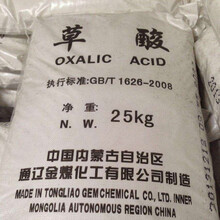 草酸
OXALIC ACID
执行标准:GB/T 1626-2008
净重:
N. W. 25kg
中国内蒙古自治区
通辽金煤化工有限公司制造
MADE IN TONGLIAO GEM CHEMICAL CO., LTD. INNER
MONGOLIA AUTONOMOUS REGION CHINA